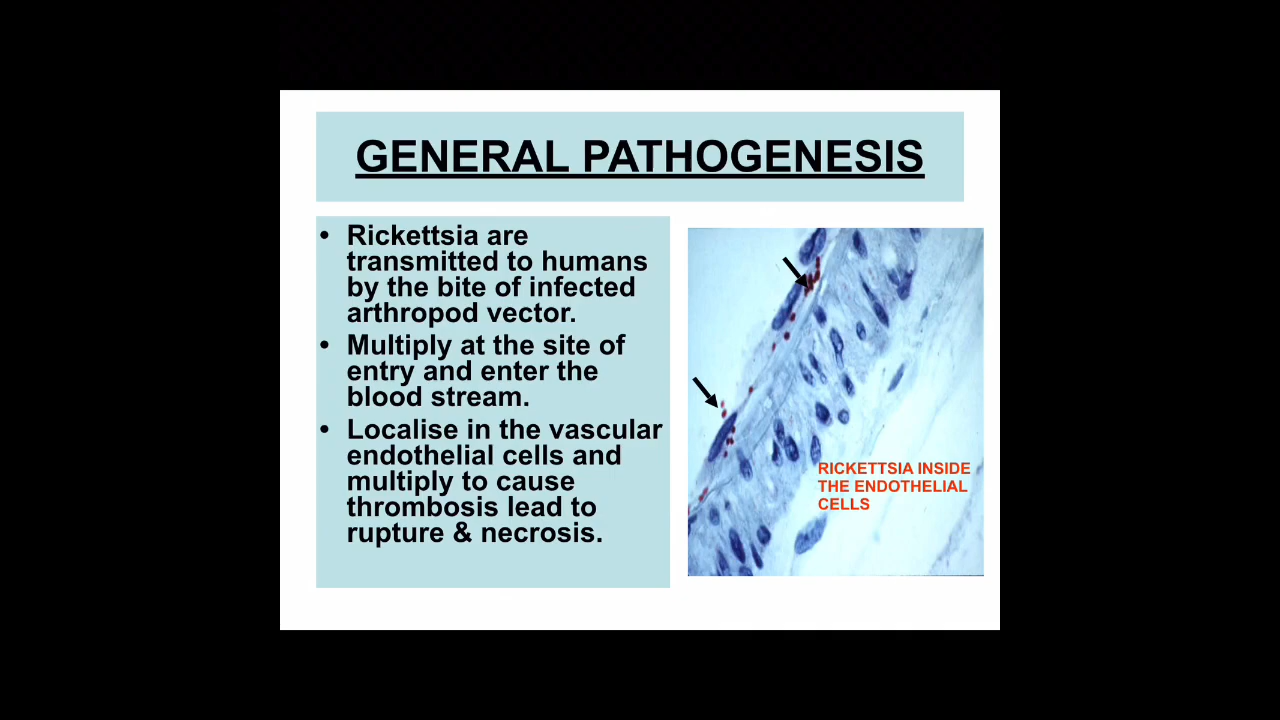 GENERAL PATHOGENESIS
• Rickettsia are
transmitted to humans
by the bite of infected
arthropod vector.
• Multiply at the site of
entry and enter the
blood stream.
• Localise in the vascular
endothelial cells and
multiply to cause
thrombosis lead to
rupture & necrosis.
RICKETTSIA INSIDE
THE ENDOTHELIAL
CELLS